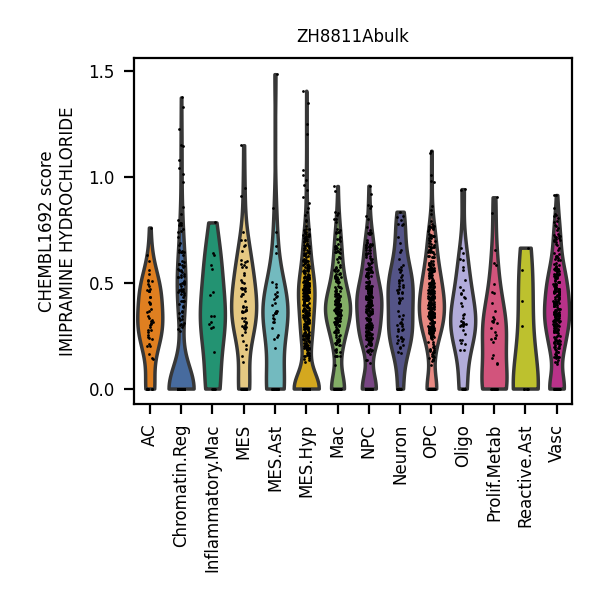 ZH8811Abulk
CHEMBL1692 score
IMIPRAMINE HYDROCHLORIDE
1.5
1.0
0.5
0.0
AC
Chromatin.Reg
Inflammatory.Mac
MES
MES.Ast
MES.Hyp
Mac
NPC
Neuron
OPC
Oligo
Prolif.Metab
Reactive.Ast
Vasc